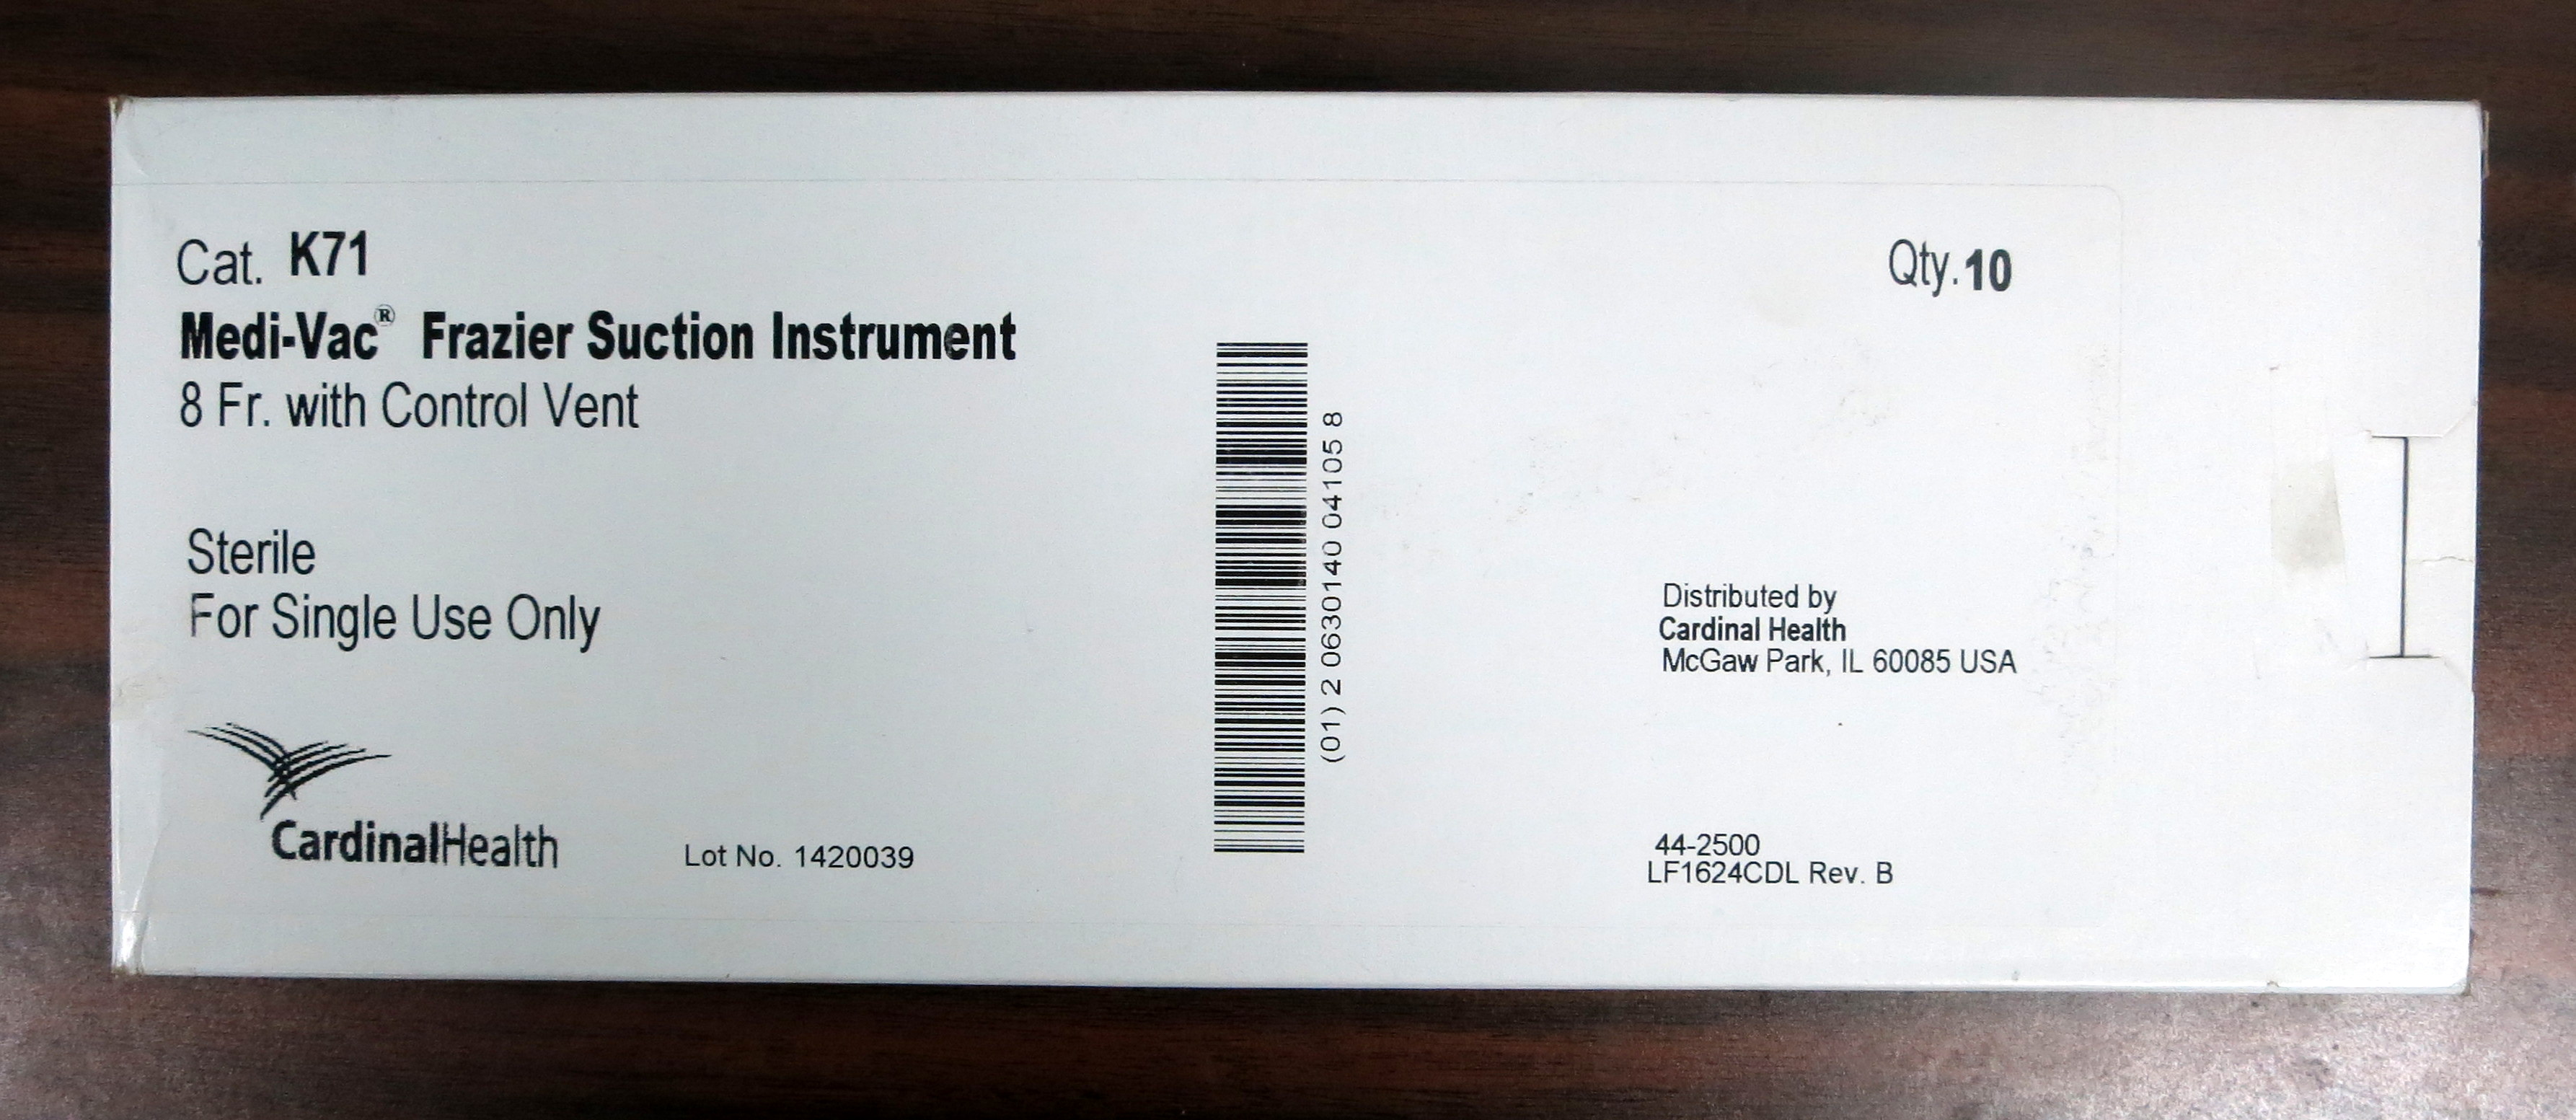 Cat. K71
Qty.10
Medi-Vac® Frazier Suction Instrument
8 Fr. with Control Vent
Sterile
For Single Use Only
CardinalHealth
Lot No. 1420039
(01) 2 0630140 04105 8
Distributed by
Cardinal Health
McGaw Park, IL 60085 USA
44-2500
LF1624CDL Rev. B